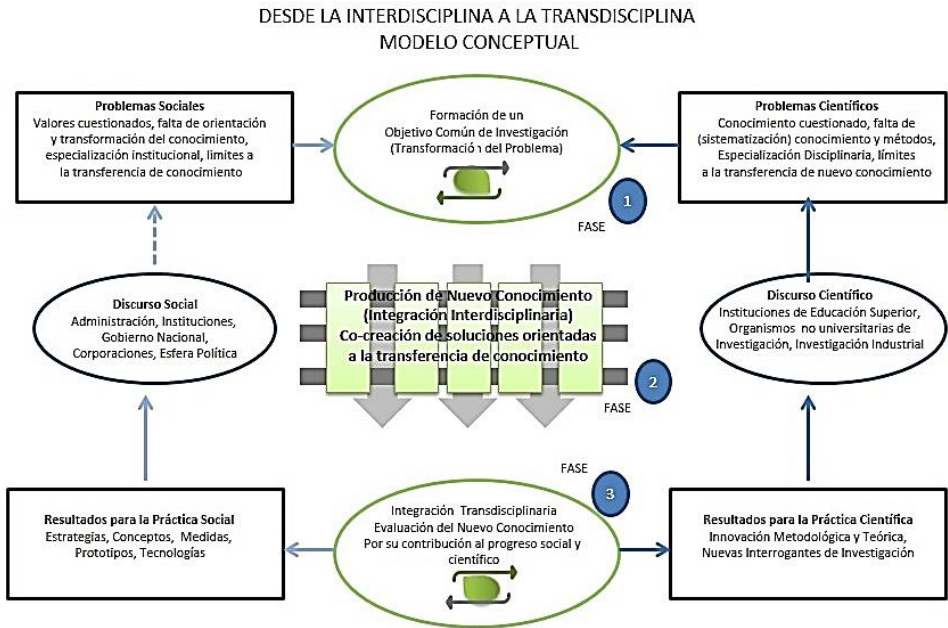 DESDE LA INTERDISCIPLINA A LA TRANSDISCIPLINA
MODELO CONCEPTUAL
Problemas Sociales
Valores cuestionados, falta de orientación
y transformación del conocimiento,
especialización institucional, limites a
la transferencia de conocimiento
Formación de un
Objetivo Común de Investigación
(Transformación del Problema)
1
FASE
Problemas Científicos
Conocimiento cuestionado, falta de
(sistematización) conocimiento y métodos,
Especialización Disciplinaria, límites
a la transferencia de nuevo conocimiento
Discurso Social
Administración, Instituciones,
Gobierno Nacional,
Corporaciones, Esfera Política
Producción de Nuevo Conocimiento
(Integración Interdisciplinaria)
Co-creación de soluciones orientadas
a la transferencia de conocimiento
2
FASE
Discurso Científico
Instituciones de Educación Superior,
Organismos no universitarias de
Investigación, Investigación Industrial
Resultados para la Práctica Social
Estrategias, Conceptos, Medidas,
Prototipos, Tecnologías
FASE
3
Integración Transdisciplinaria
Evaluación del Nuevo Conocimiento
Por su contribución al progreso social y
científico
Resultados para la Práctica Científica
Innovación Metodológica y Teórica,
Nuevas Interrogantes de Investigación